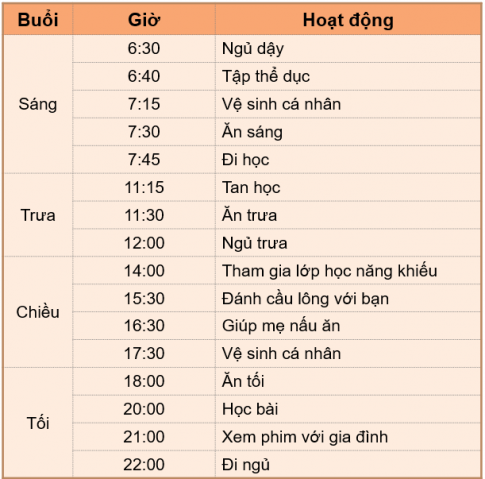 Buổi Giờ Hoạt động
Sáng
6:30 Ngủ dậy
6:40 Tập thể dục
7:15 Vệ sinh cá nhân
7:30 Ăn sáng
7:45 Đi học
Trưa
11:15 Tan học
11:30 Ăn trưa
12:00 Ngủ trưa
Chiều
14:00 Tham gia lớp học năng khiếu
15:30 Đánh cầu lông với bạn
16:30 Giúp mẹ nấu ăn
17:30 Vệ sinh cá nhân
Tối
18:00 Ăn tối
20:00 Học bài
21:00 Xem phim với gia đình
22:00 Đi ngủ